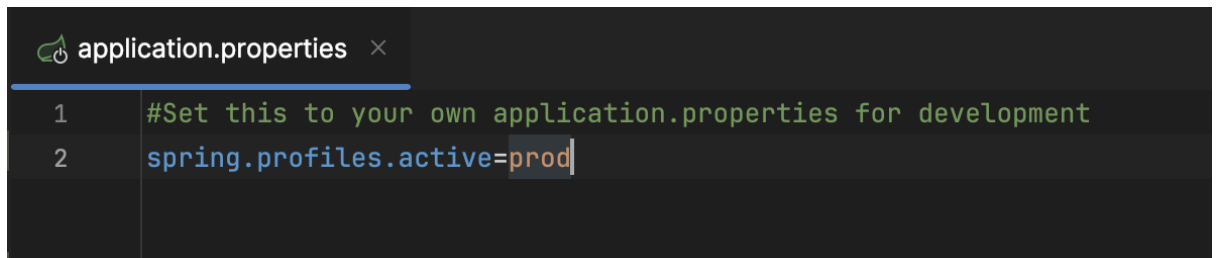 application.properties ×
1 #Set this to your own application.properties for development
2 spring.profiles.active=prod